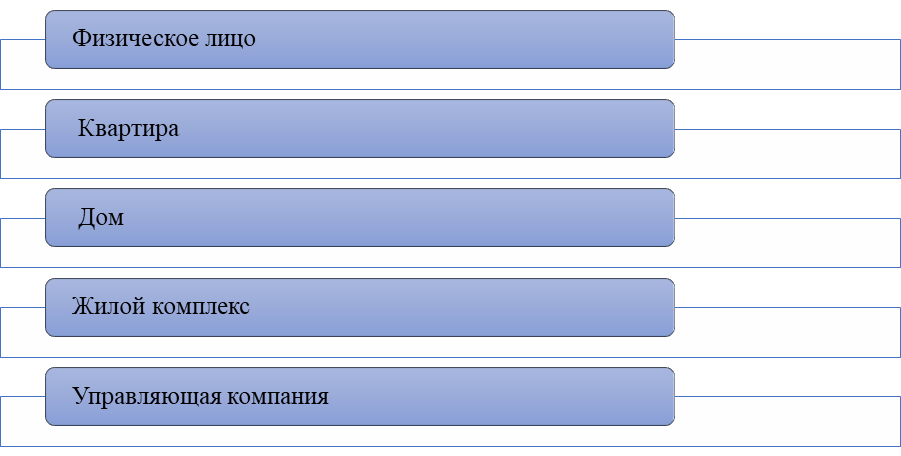 Физическое лицо
Квартира
Дом
Жилой комплекс
Управляющая компания